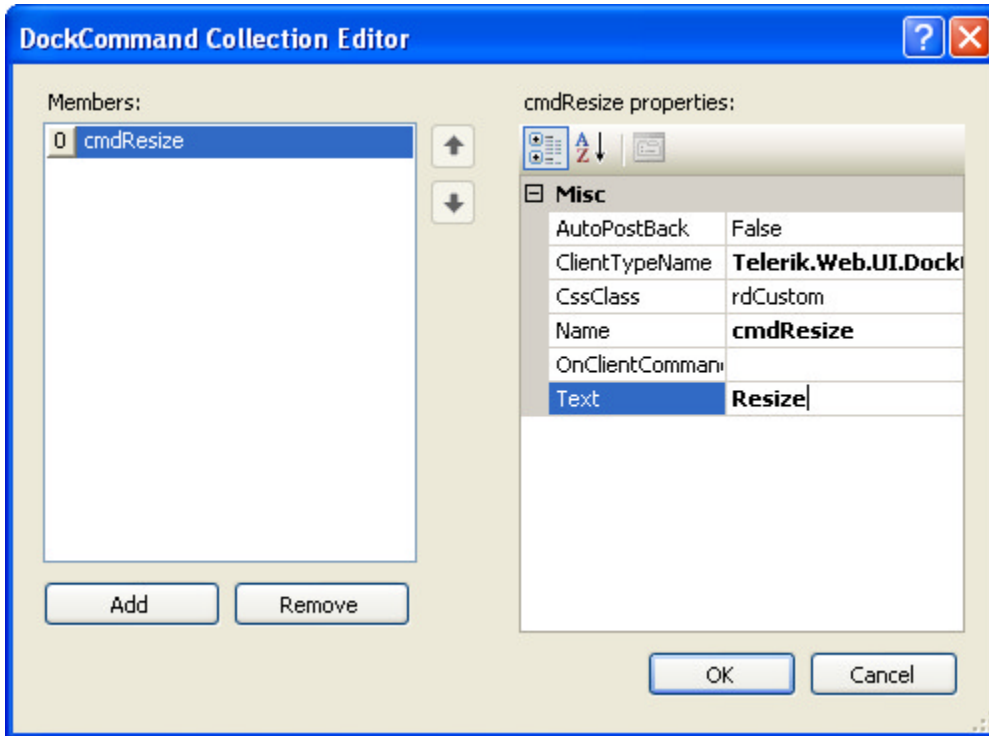 DockCommand Collection Editor
Members:
0 cmdResize
Add Remove
cmdResize properties:
Misc
AutoPostBack False
ClientTypeName Telerik.Web.UI.Dock
CssClass rdCustom
Name cmdResize
OnClientComman
Text Resize
OK Cancel